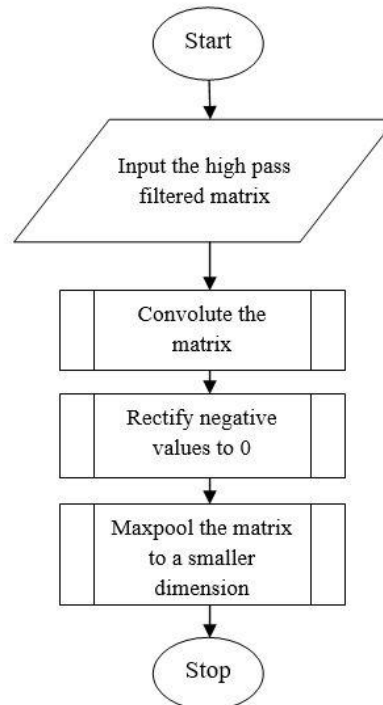 Start
Input the high pass
filtered matrix
Convolute the
matrix
Rectify negative
values to 0
Maxpool the matrix
to a smaller
dimension
Stop